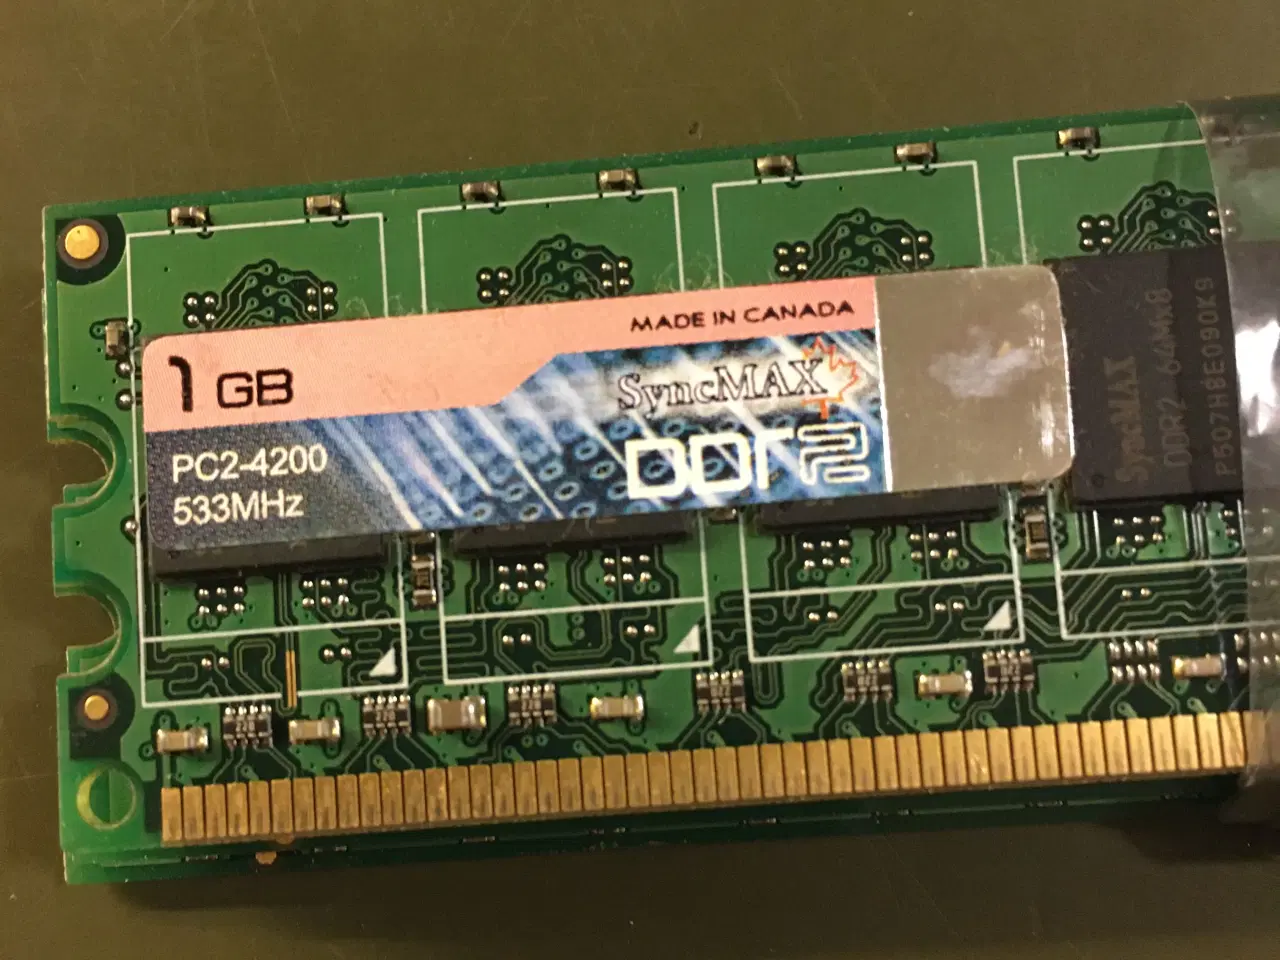 MADE IN CANADA
1 GB
SyncMAX
PC2-4200
DDR2
533MHz
SyncMAX
DDR2 64Mx8
P507H8E090K9